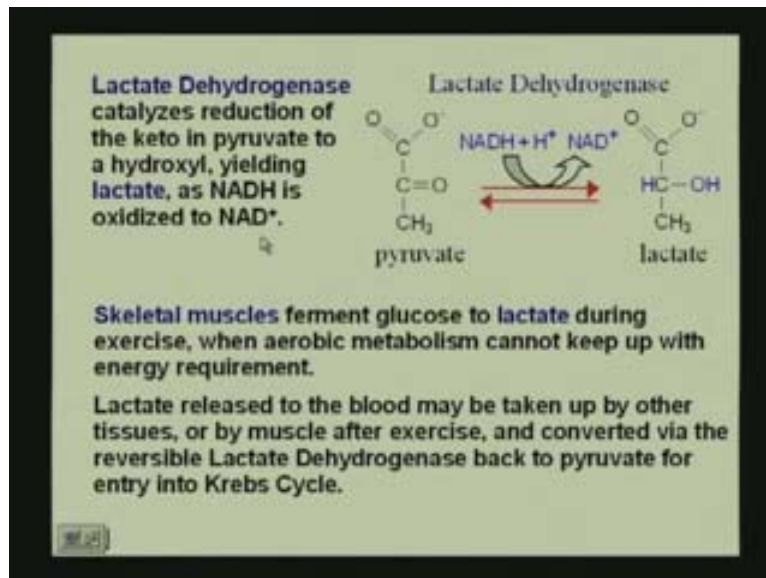 Lactate Dehydrogenase
catalyzes reduction of
the keto in pyruvate to
a hydroxyl, yielding
lactate, as NADH is
oxidized to NAD⁺.
Lactate Dehydrogenase
O O⁻ O O⁻
C NADH + H⁺ NAD⁺ C
C=O HC–OH
CH₃ CH₃
pyruvate lactate
Skeletal muscles ferment glucose to lactate during
exercise, when aerobic metabolism cannot keep up with
energy requirement.
Lactate released to the blood may be taken up by other
tissues, or by muscle after exercise, and converted via the
reversible Lactate Dehydrogenase back to pyruvate for
entry into Krebs Cycle.